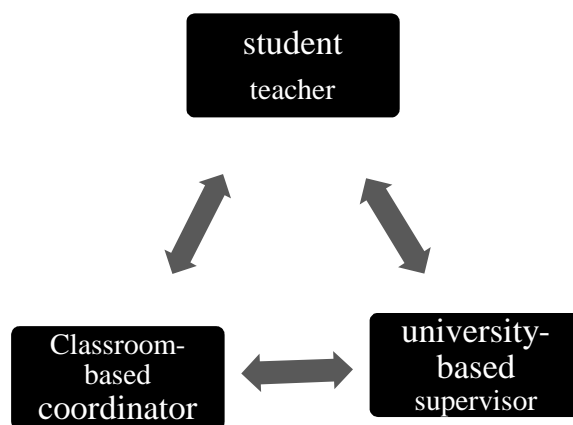 student
teacher
Classroom-
based
coordinator
university-
based
supervisor